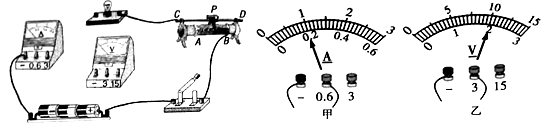 A
- 0.6 3
V
- 3 15
C
P
D
A
B
0 1 2 3
0 0.2 0.4 0.6
A
- 0.6 3
甲
0 5 10 15
0 1 2 3
V
- 3 15
乙